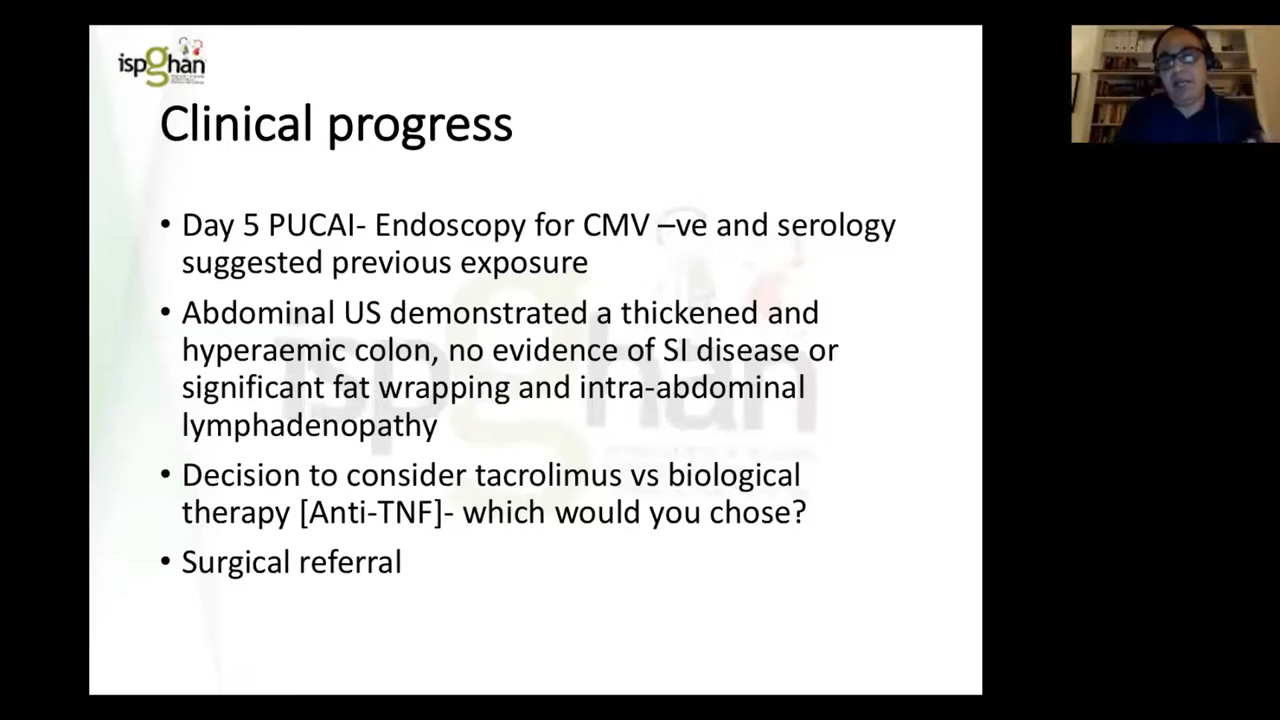 ispghan
Clinical progress
• Day 5 PUCAI- Endoscopy for CMV –ve and serology
suggested previous exposure
• Abdominal US demonstrated a thickened and
hyperaemic colon, no evidence of SI disease or
significant fat wrapping and intra-abdominal
lymphadenopathy
• Decision to consider tacrolimus vs biological
therapy [Anti-TNF]- which would you chose?
• Surgical referral